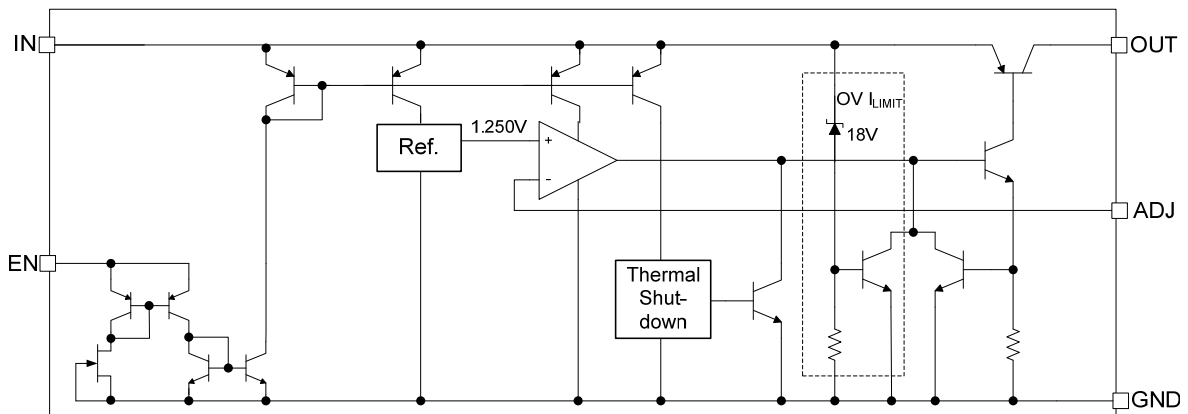 IN
OUT
OV I_LIMIT
18V
1.250V
Ref.
+
-
ADJ
EN
Thermal
Shut-
down
GND